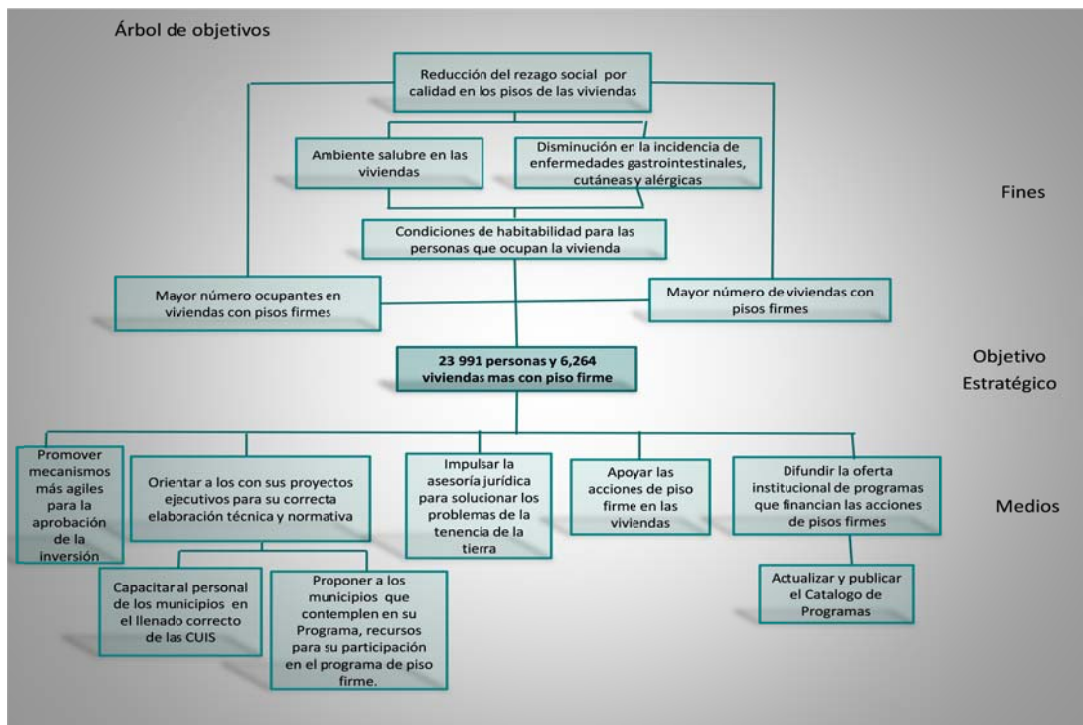 Árbol de objetivos
Reducción del rezago social por
calidad en los pisos de las viviendas
Ambiente salubre en las
viviendas
Disminución en la incidencia de
enfermedades gastrointestinales,
cutáneas y alérgicas
Fines
Condiciones de habitabilidad para las
personas que ocupan la vivienda
Mayor número ocupantes en
viviendas con pisos firmes
Mayor número de viviendas con
pisos firmes
23 991 personas y 6,264
viviendas mas con piso firme
Objetivo
Estratégico
Promover
mecanismos
más agiles
para la
aprobación
de la
inversión
Orientar a los con sus proyectos
ejecutivos para su correcta
elaboración técnica y normativa
Impulsar la
asesoría jurídica
para solucionar los
problemas de la
tenencia de la
tierra
Apoyar las
acciones de piso
firme en las
viviendas
Difundir la oferta
institucional de programas
que financian las acciones
de pisos firmes
Medios
Capacitar al personal
de los municipios en
el llenado correcto
de las CUIS
Proponer a los
municipios que
contemplen en su
Programa, recursos
para su participación
en el programa de piso
firme.
Actualizar y publicar
el Catalogo de
Programas